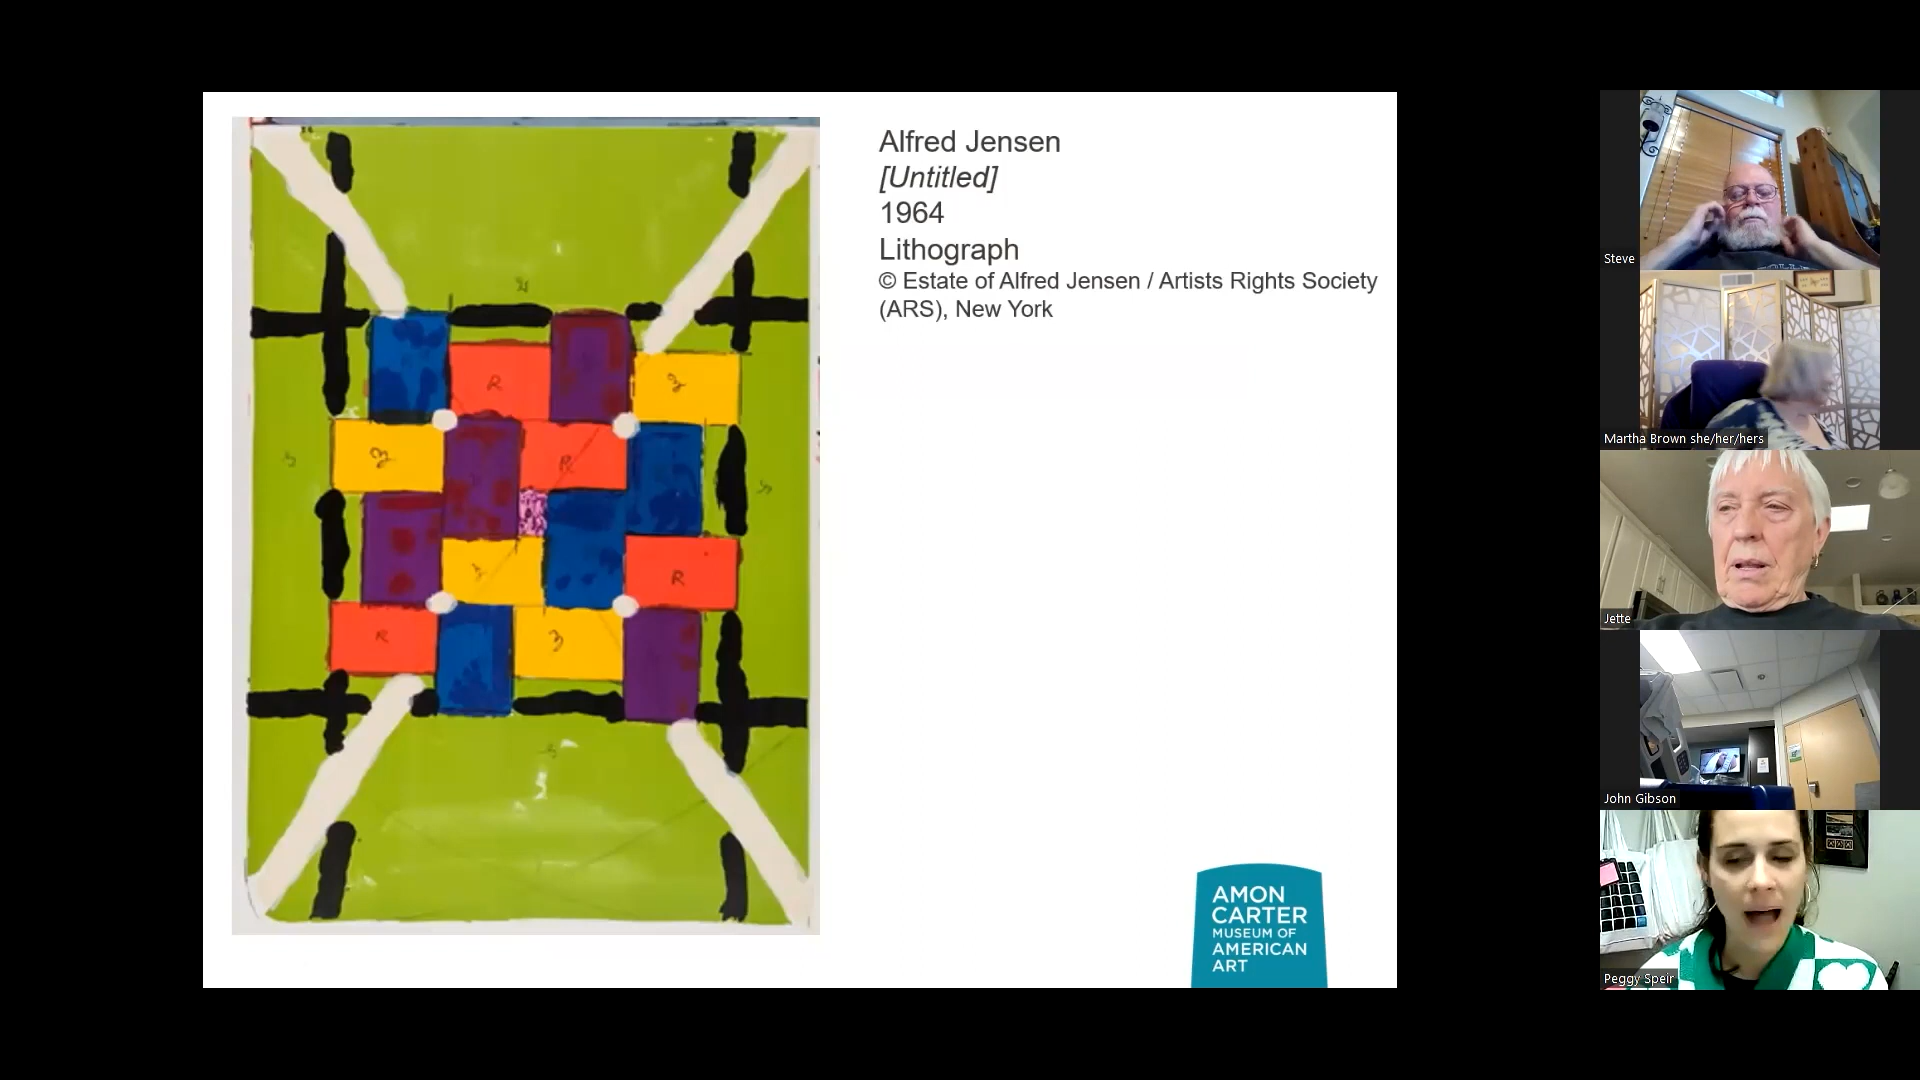 Alfred Jensen
[Untitled]
1964
Lithograph
© Estate of Alfred Jensen / Artists Rights Society
(ARS), New York
R
R
R
R
3
AMON
CARTER
MUSEUM OF
AMERICAN
ART
Steve
Martha Brown she/her/hers
Jette
John Gibson
Peggy Speir